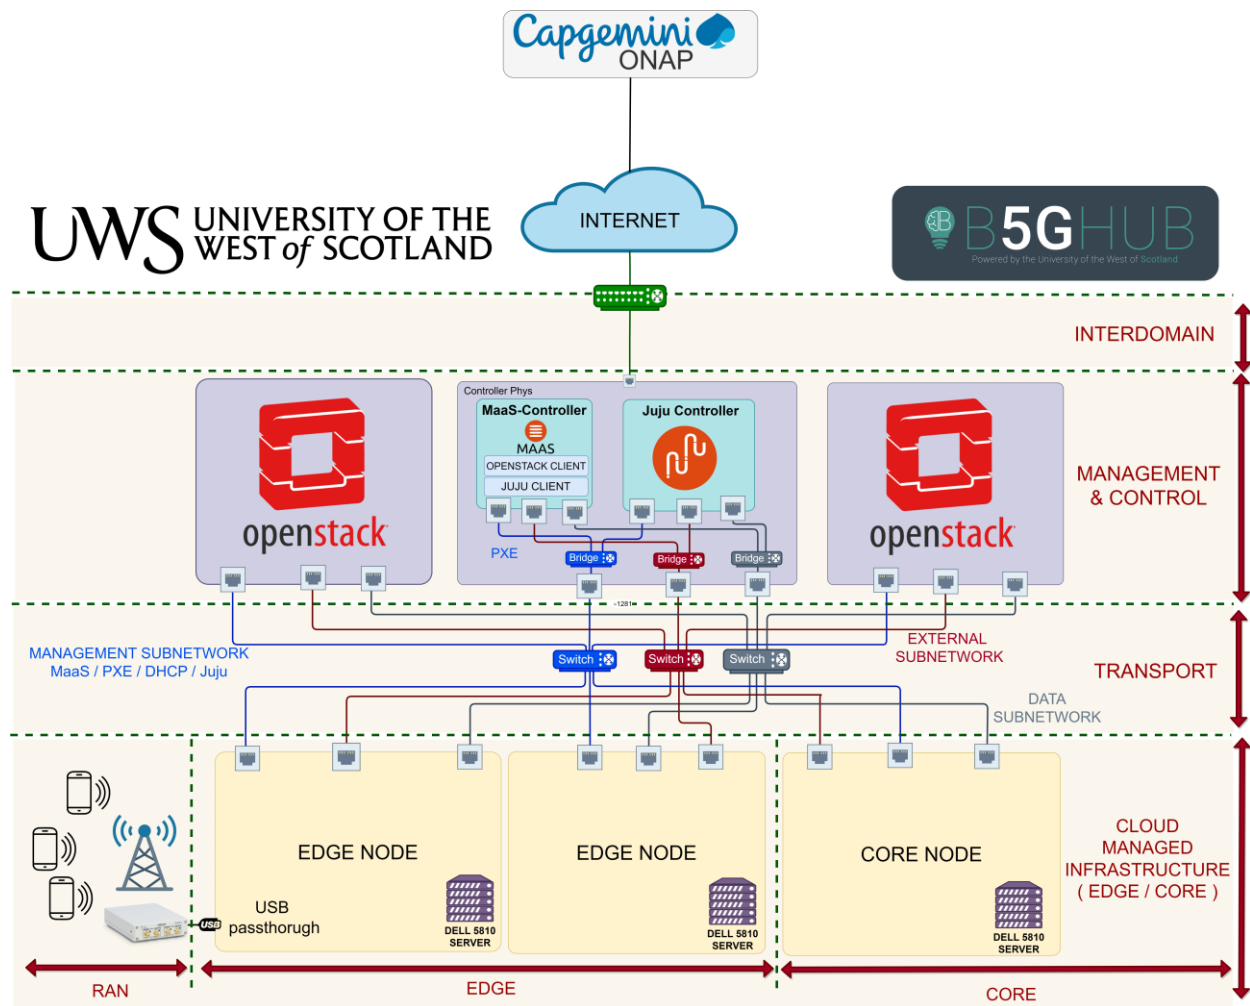 Capgemini
ONAP
INTERNET
UWS
UNIVERSITY OF THE
WEST of SCOTLAND
B5GHUB
Powered by the University of the West of Scotland
INTERDOMAIN
Controller Phys
MaaS-Controller
MAAS
OPENSTACK CLIENT
JUJU CLIENT
Juju Controller
openstack
openstack
MANAGEMENT
& CONTROL
PXE
Bridge
Bridge
Bridge
-1281
MANAGEMENT SUBNETWORK
MaaS / PXE / DHCP / Juju
Switch
Switch
Switch
EXTERNAL
SUBNETWORK
TRANSPORT
DATA
SUBNETWORK
EDGE NODE
EDGE NODE
CORE NODE
CLOUD
MANAGED
INFRASTRUCTURE
( EDGE / CORE )
USB
USB
passthorugh
DELL 5810
SERVER
DELL 5810
SERVER
DELL 5810
SERVER
RAN
EDGE
CORE